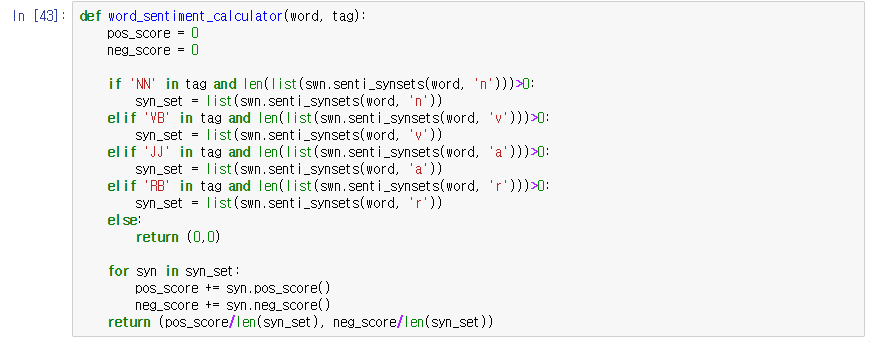 In [43]: def word_sentiment_calculator(word, tag):
    pos_score = 0
    neg_score = 0

    if 'NN' in tag and len(list(swn.senti_synsets(word, 'n')))>0:
        syn_set = list(swn.senti_synsets(word, 'n'))
    elif 'VB' in tag and len(list(swn.senti_synsets(word, 'v')))>0:
        syn_set = list(swn.senti_synsets(word, 'v'))
    elif 'JJ' in tag and len(list(swn.senti_synsets(word, 'a')))>0:
        syn_set = list(swn.senti_synsets(word, 'a'))
    elif 'RB' in tag and len(list(swn.senti_synsets(word, 'r')))>0:
        syn_set = list(swn.senti_synsets(word, 'r'))
    else:
        return (0,0)

    for syn in syn_set:
        pos_score += syn.pos_score()
        neg_score += syn.neg_score()
    return (pos_score/len(syn_set), neg_score/len(syn_set))